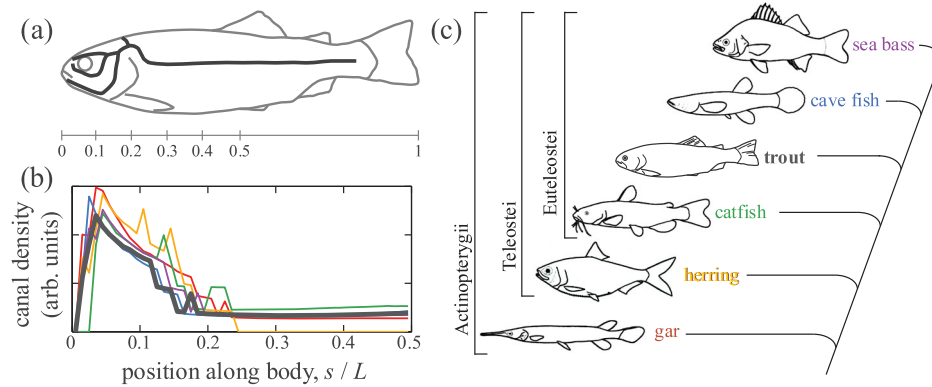 (a)
0 0.1 0.2 0.3 0.4 0.5 1
(b)
canal density
(arb. units)
0 0.1 0.2 0.3 0.4 0.5
position along body, s / L
(c)
Actinopterygii
Teleostei
Euteleostei
sea bass
cave fish
trout
catfish
herring
gar